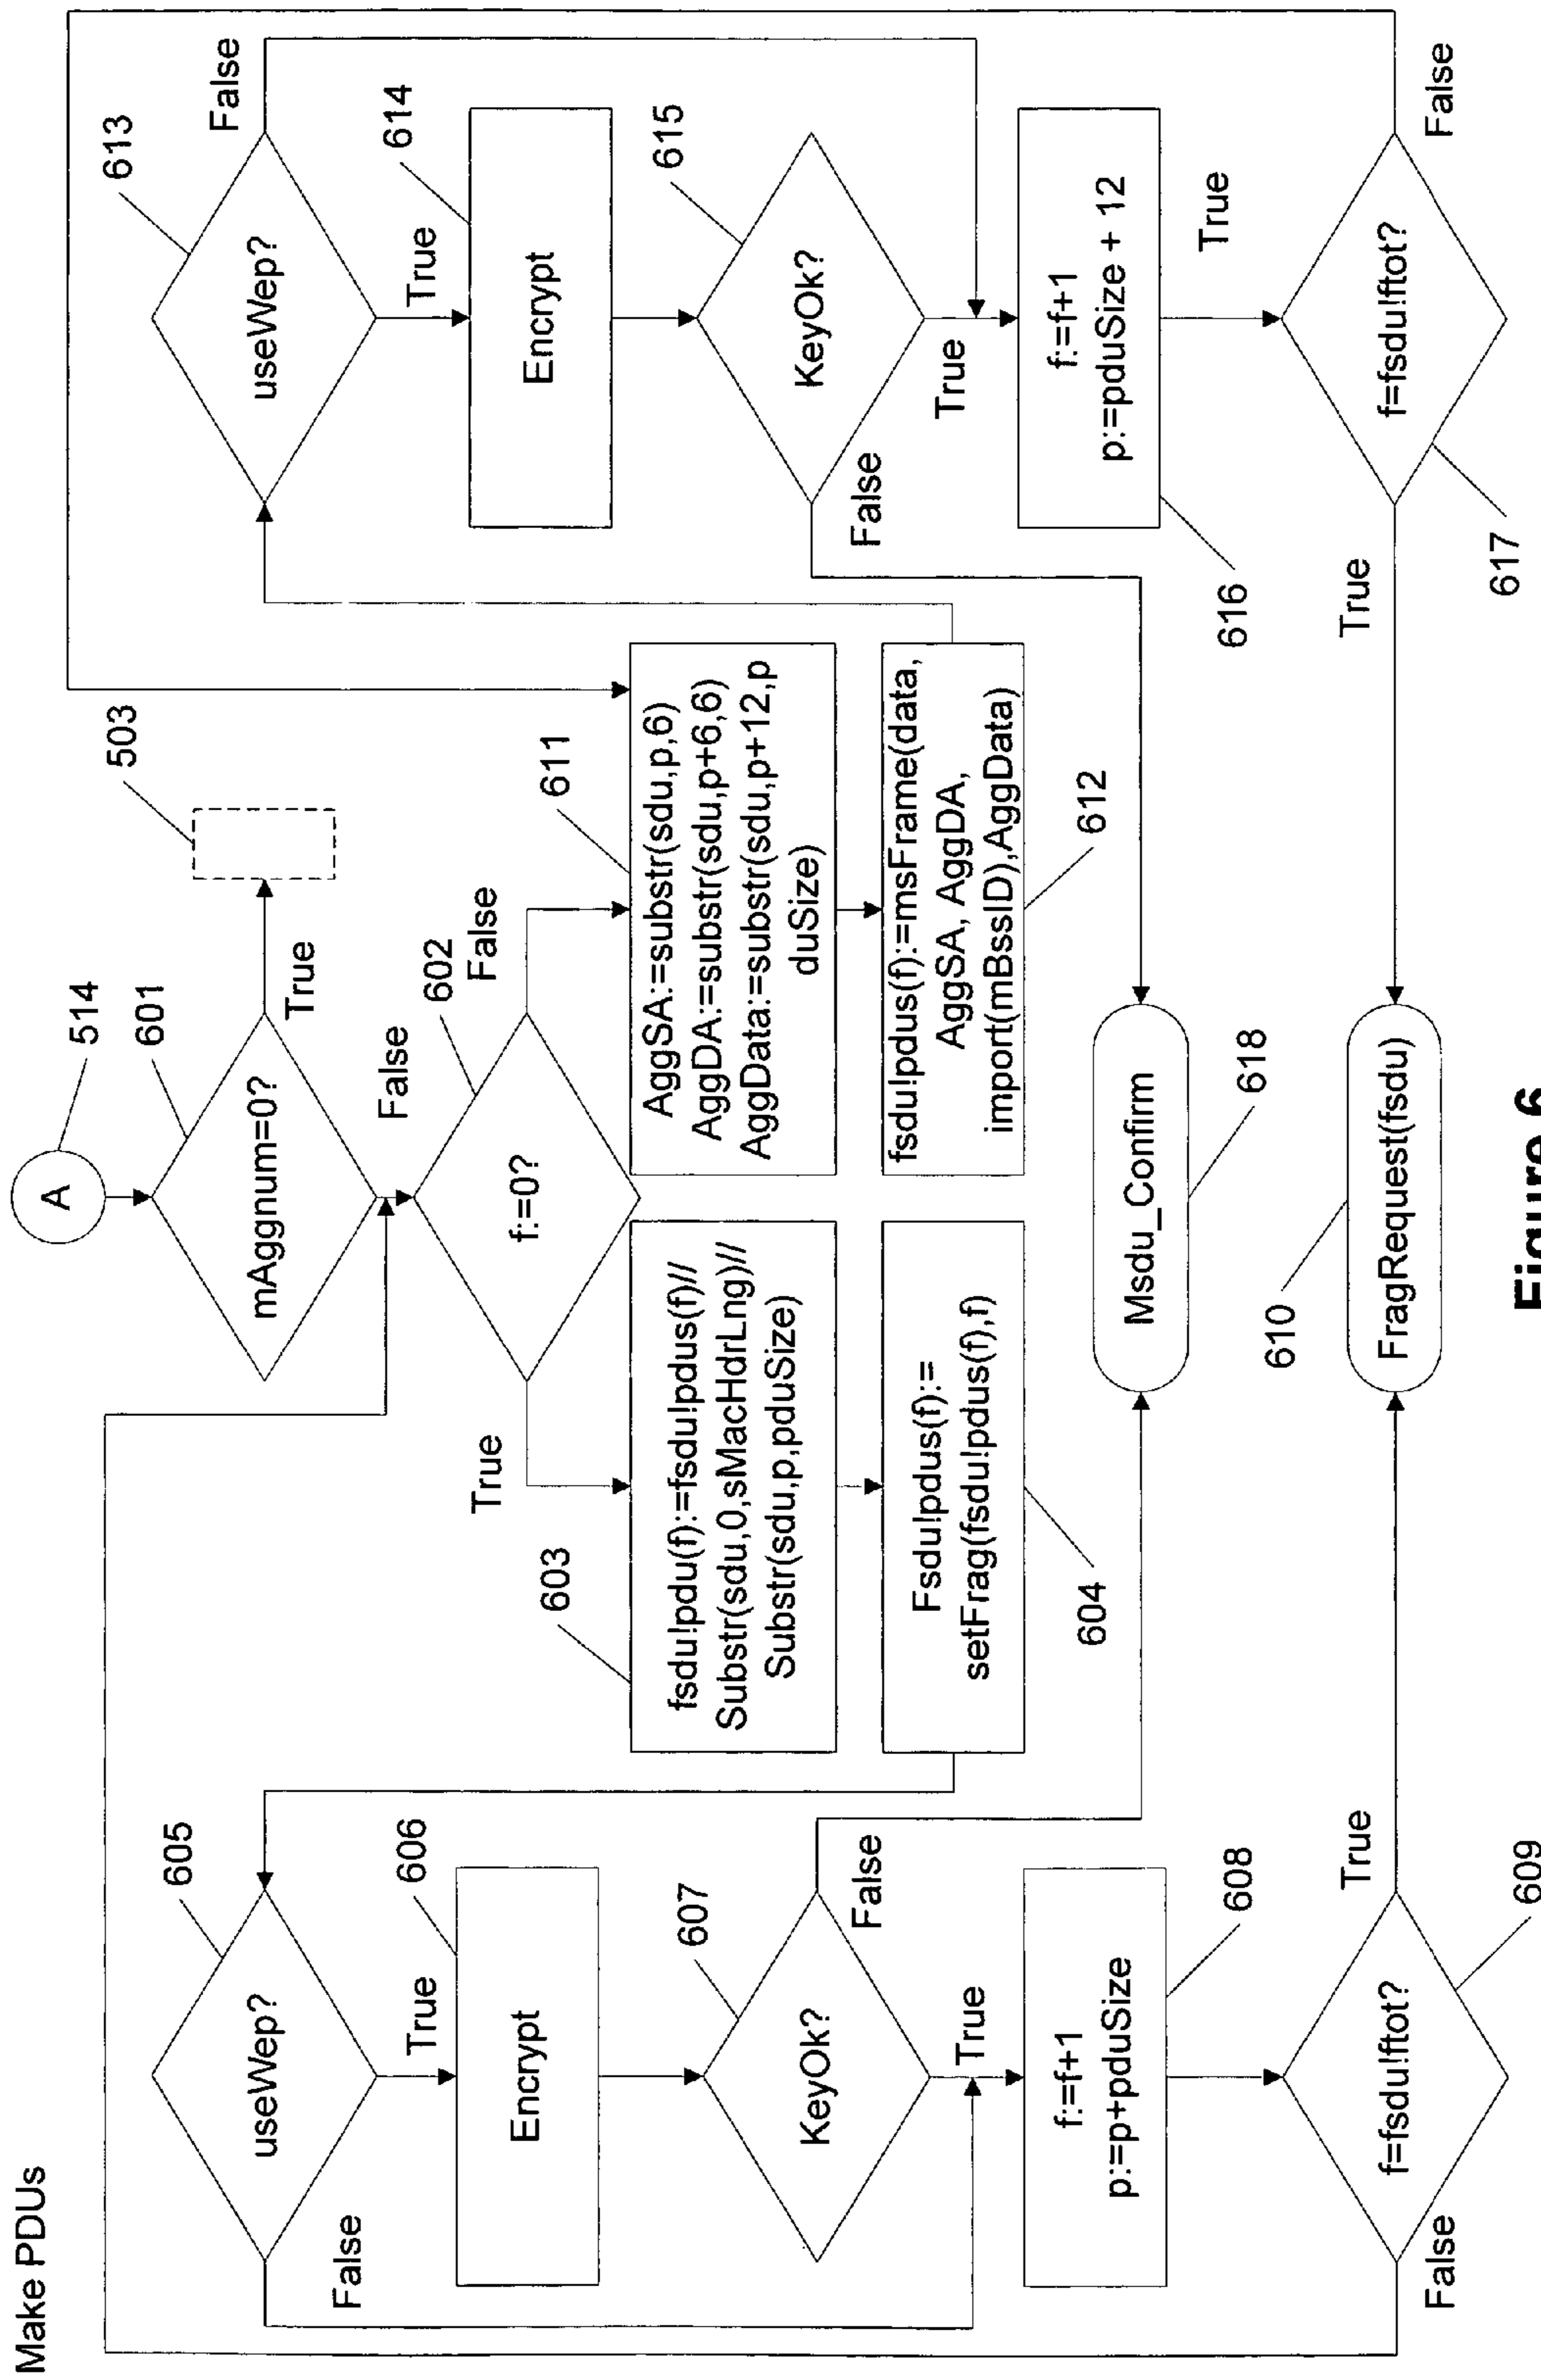 Make PDUs
A
514
601
mAggnum=0?
True
503
False
602
f:=0?
True
False
603
fsdu!pdu(f):=fsdu!pdus(f)//
Substr(sdu,0,sMacHdrLng)//
Substr(sdu,p,pduSize)
Fsdu!pdus(f):=
setFrag(fsdu!pdus(f),f)
604
605
useWep?
True
False
606
Encrypt
607
KeyOk?
True
False
f:=f+1
p:=p+pduSize
608
f=fsdu!ftot?
609
True
False
611
AggSA:=substr(sdu,p,6)
AggDA:=substr(sdu,p+6,6)
AggData:=substr(sdu,p+12,p
duSize)
fsdu!pdus(f):=msFrame(data,
AggSA, AggDA,
import(mBssID),AggData)
612
613
useWep?
False
True
614
Encrypt
615
KeyOk?
False
True
f:=f+1
p:=pduSize + 12
616
True
f=fsdu!ftot?
617
False
True
Msdu_Confirm
618
610
FragRequest(fsdu)
Figure 6